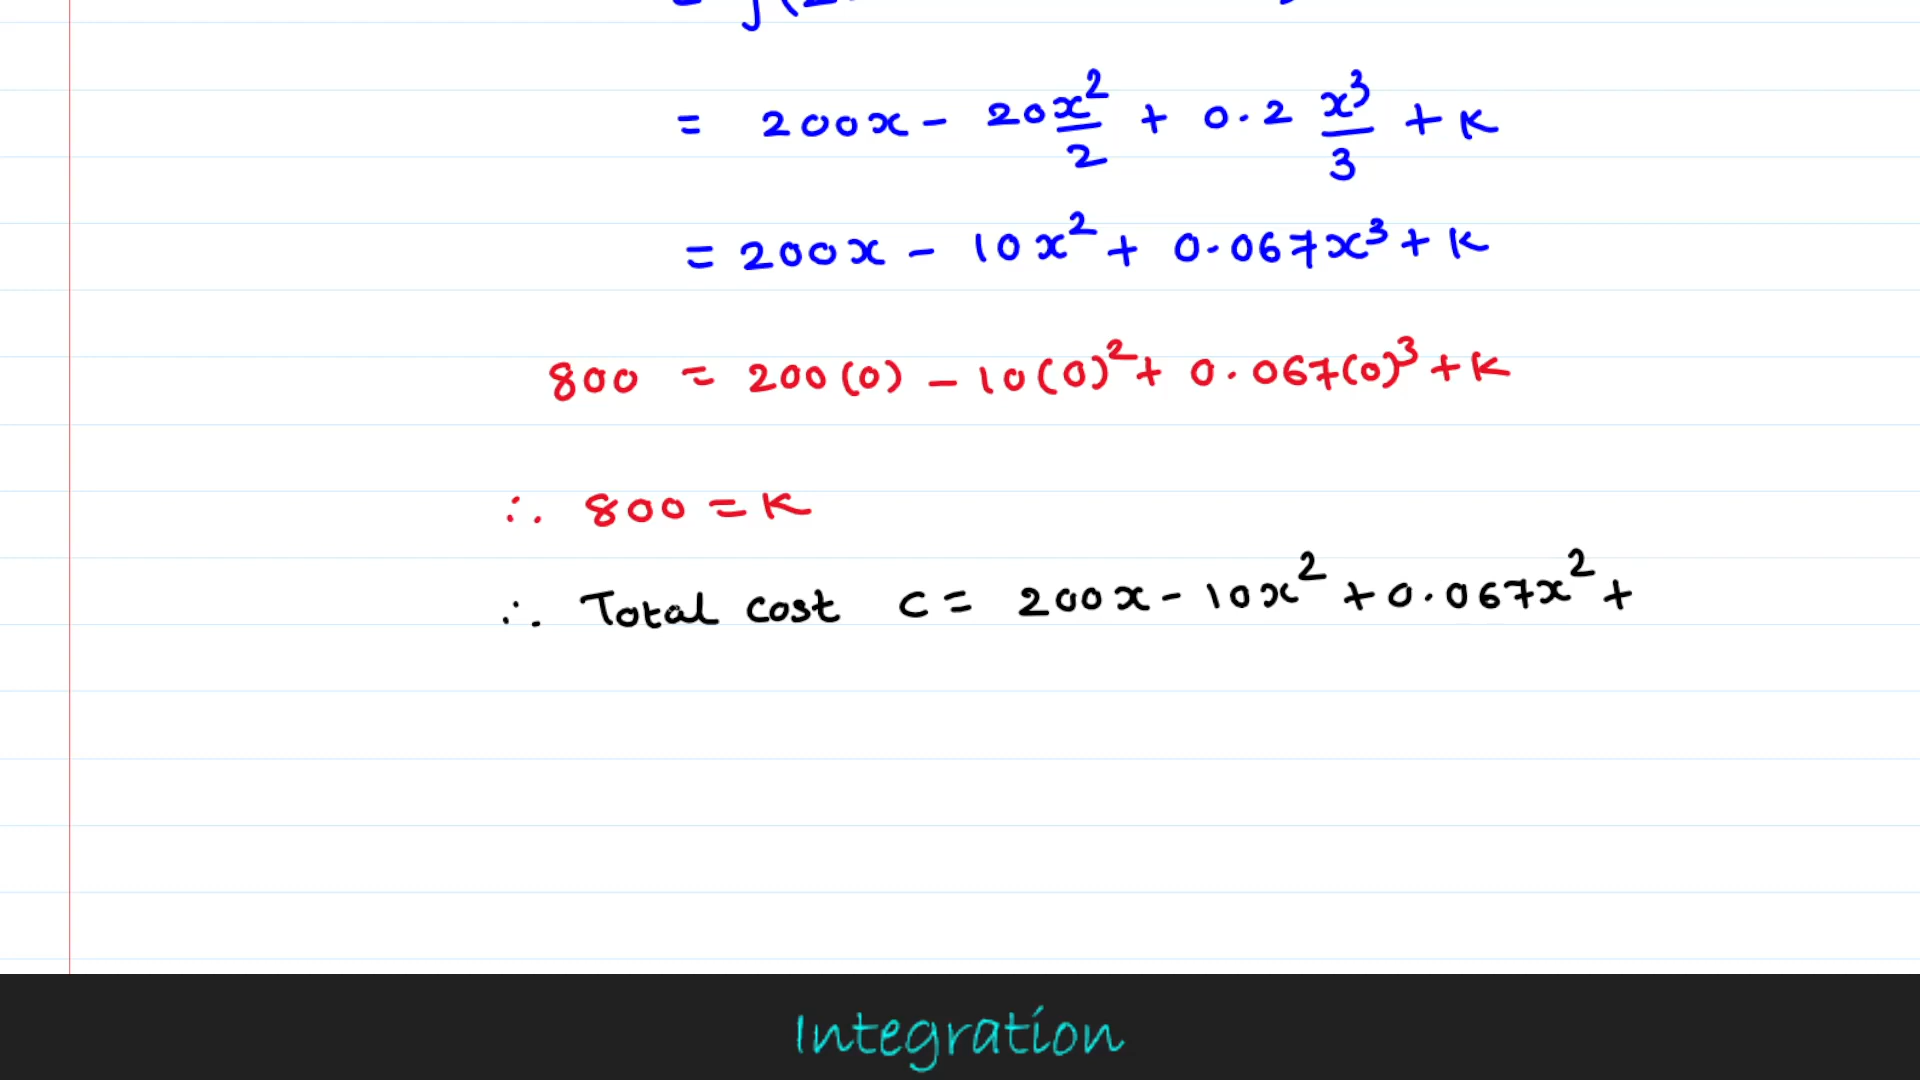 = 200x - 20x²/2 + 0.2 x³/3 + K
= 200x - 10x² + 0.067x³ + K
800 = 200(0) - 10(0)² + 0.067(0)³ + K
∴ 800 = K
∴ Total cost C = 200x - 10x² + 0.067x² +
Integration